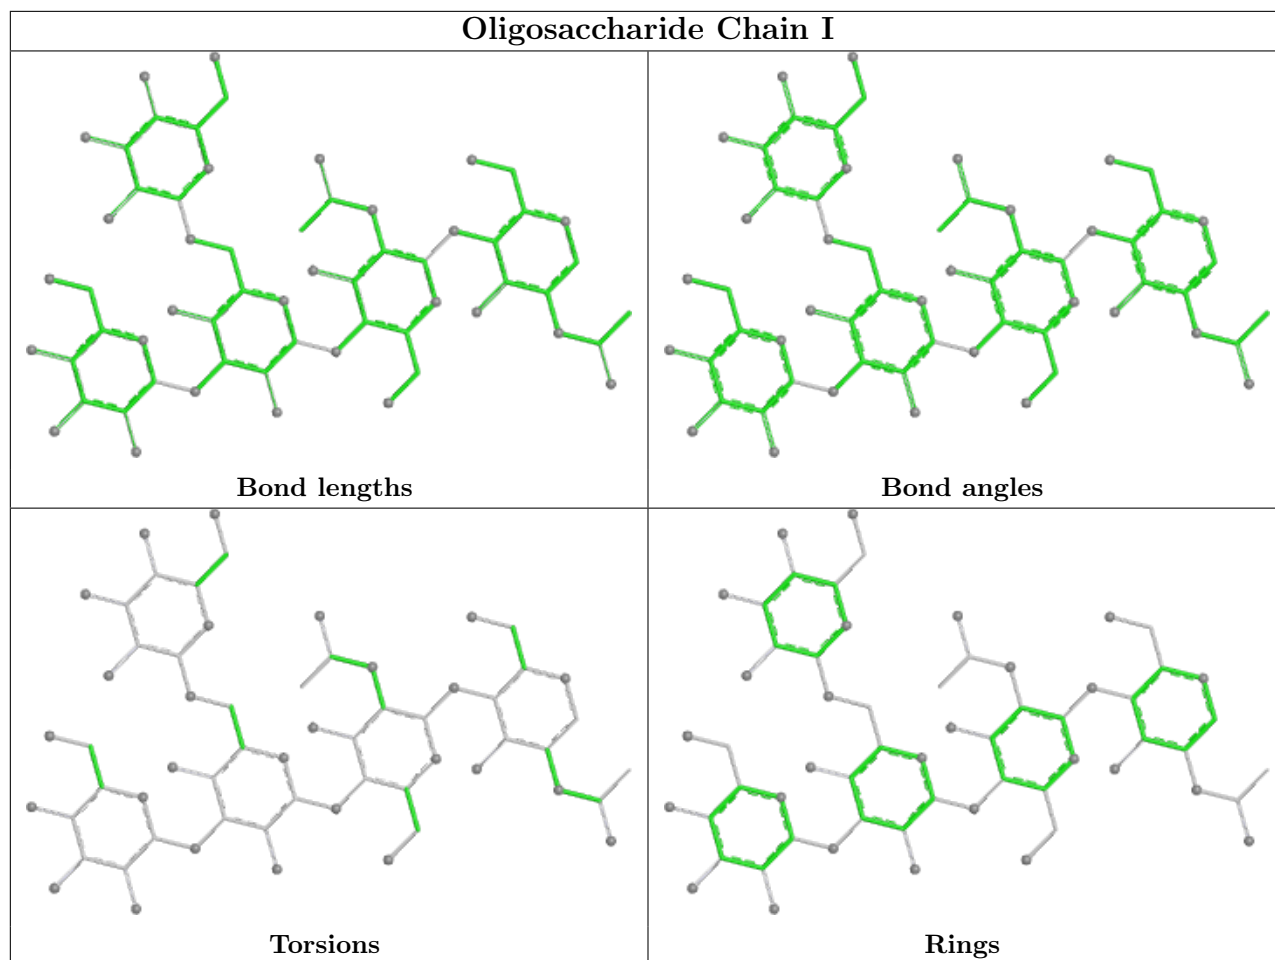 Oligosaccharide Chain I
Bond lengths
Bond angles
Torsions
Rings